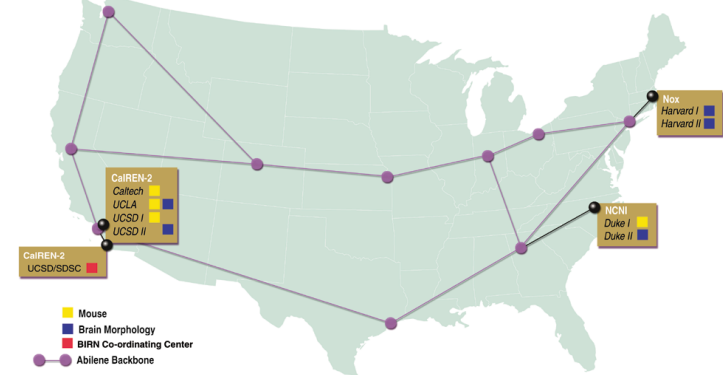 Nox
Harvard I
Harvard II
CalREN-2
Caltech
UCLA
UCSD I
UCSD II
NCNI
Duke I
Duke II
CalREN-2
UCSD/SDSC
Mouse
Brain Morphology
BIRN Co-ordinating Center
Abilene Backbone